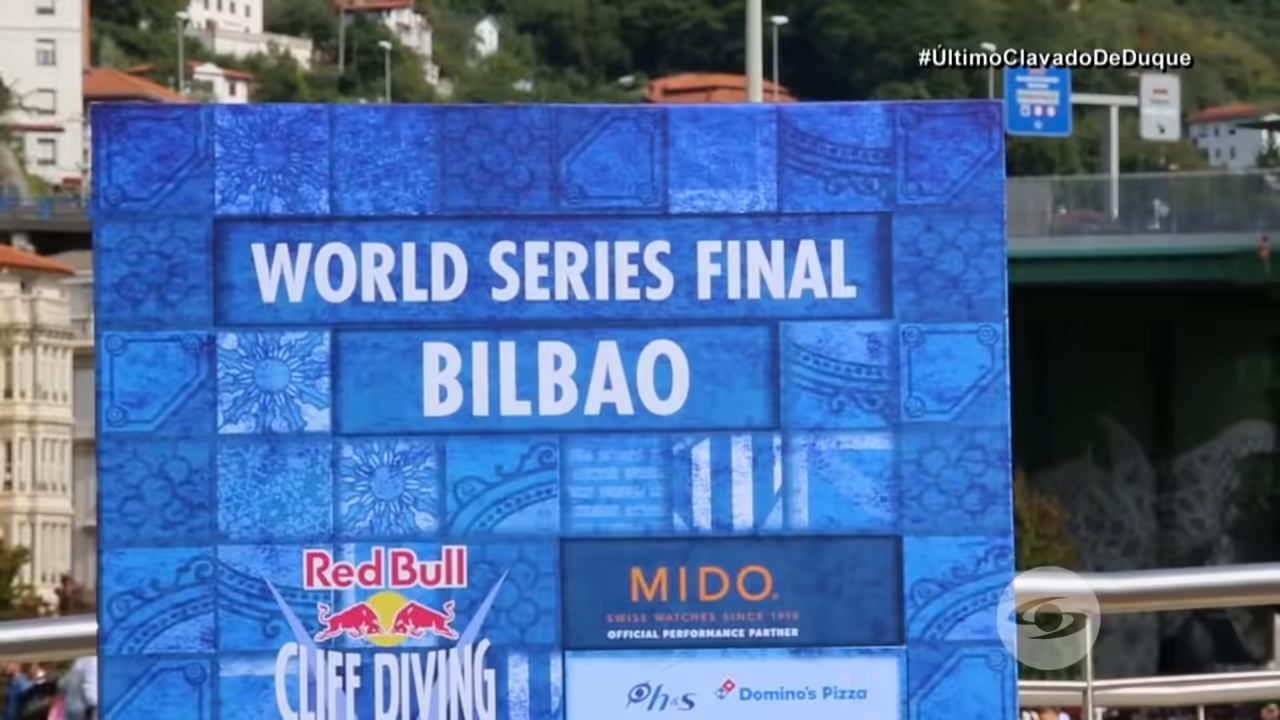 #ÚltimoClavadoDeDuque
WORLD SERIES FINAL
BILBAO
Red Bull
CLIFF DIVING
MIDO
SWISS WATCHES SINCE 1918
OFFICIAL PERFORMANCE PARTNER
h&s
Domino's Pizza